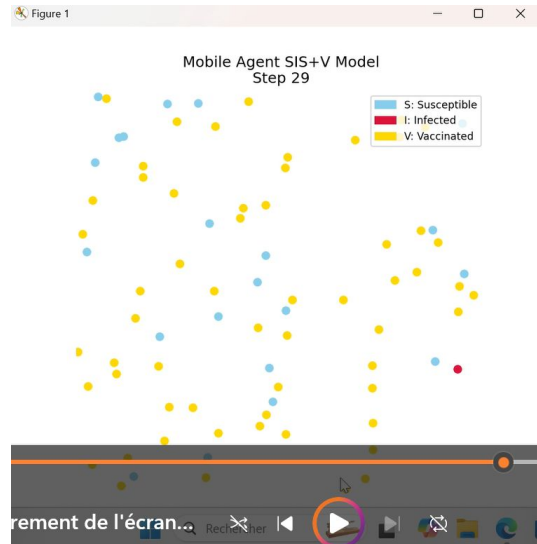 Figure 1
Mobile Agent SIS+V Model
Step 29
S: Susceptible
I: Infected
V: Vaccinated
rement de l'écran...
Rechercher